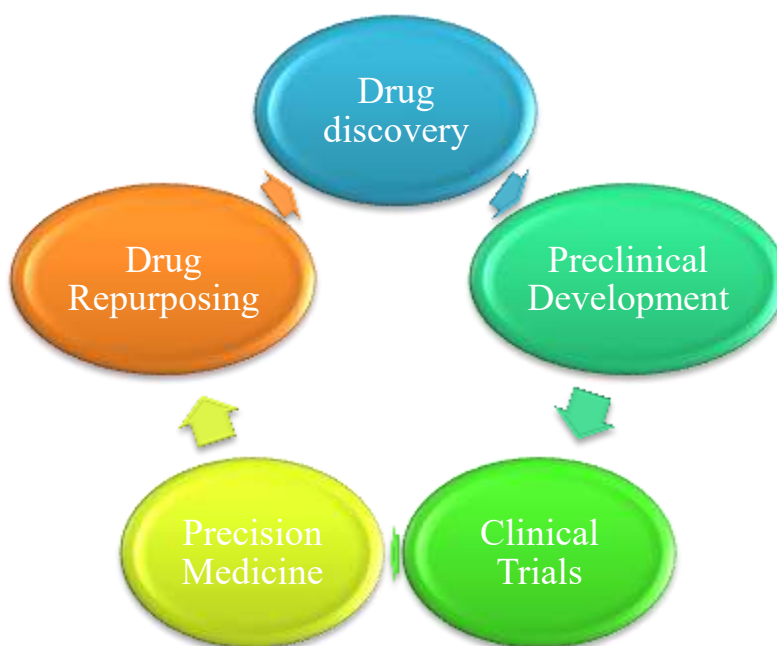 Drug
discovery
Preclinical
Development
Clinical
Trials
Precision
Medicine
Drug
Repurposing